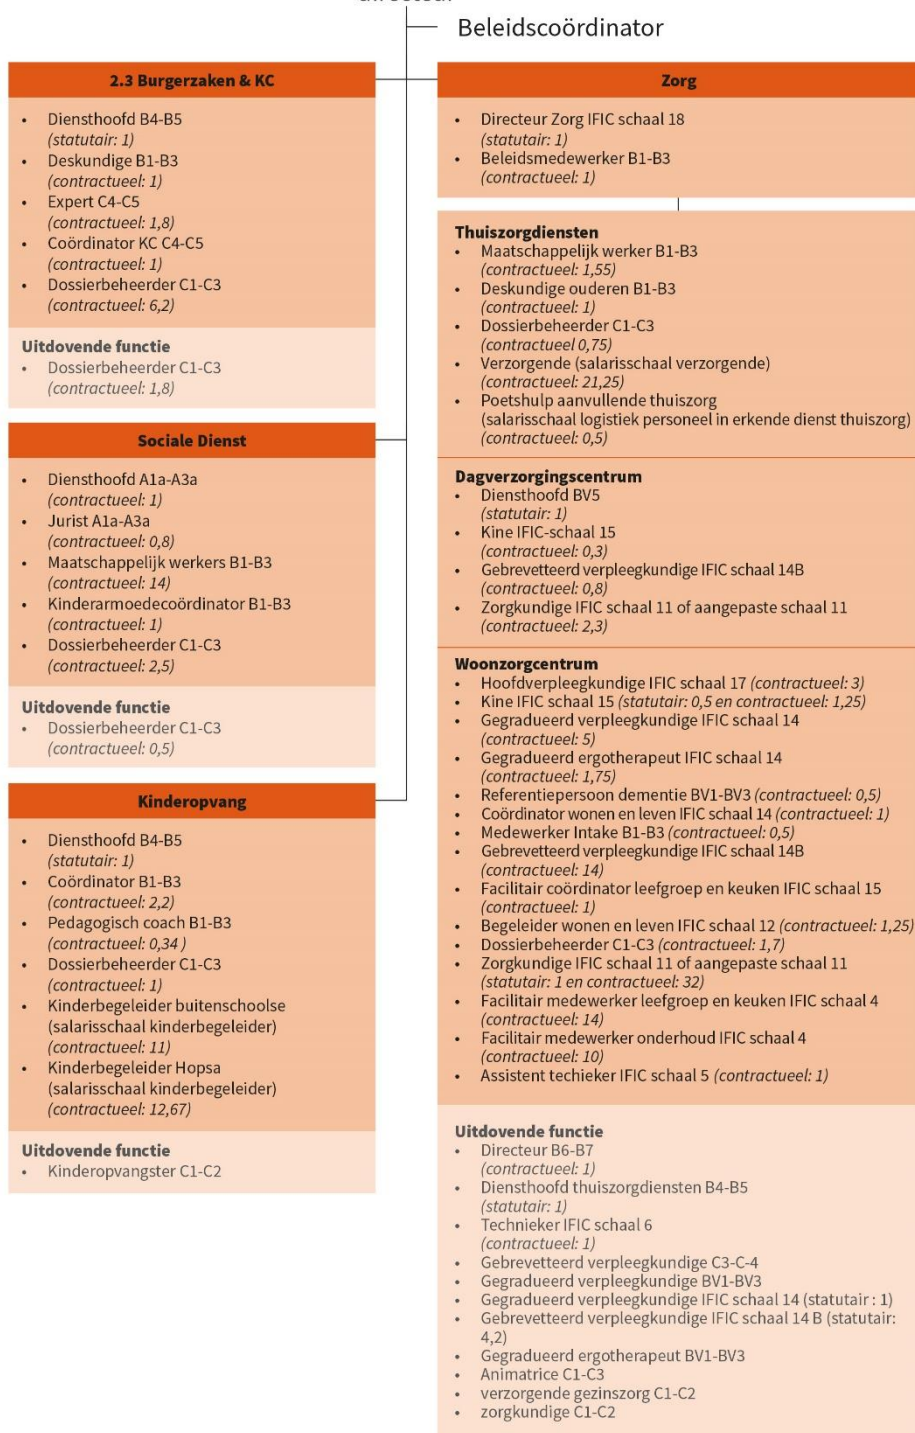 Beleidscoördinator
2.3 Burgerzaken & KC
• Diensthoofd B4-B5
(statutair: 1)
• Deskundige B1-B3
(contractueel: 1)
• Expert C4-C5
(contractueel: 1,8)
• Coördinator KC C4-C5
(contractueel: 1)
• Dossierbeheerder C1-C3
(contractueel: 6,2)
Uitdovende functie
• Dossierbeheerder C1-C3
(contractueel: 1,8)
Sociale Dienst
• Diensthoofd A1a-A3a
(contractueel: 1)
• Jurist A1a-A3a
(contractueel: 0,8)
• Maatschappelijk werkers B1-B3
(contractueel: 14)
• Kinderarmoedecoördinator B1-B3
(contractueel: 1)
• Dossierbeheerder C1-C3
(contractueel: 2,5)
Uitdovende functie
• Dossierbeheerder C1-C3
(contractueel: 0,5)
Kinderopvang
• Diensthoofd B4-B5
(statutair: 1)
• Coördinator B1-B3
(contractueel: 2,2)
• Pedagogisch coach B1-B3
(contractueel: 0,34 )
• Dossierbeheerder C1-C3
(contractueel: 1)
• Kinderbegeleider buitenschoolse
(salarisschaal kinderbegeleider)
(contractueel: 11)
• Kinderbegeleider Hopsa
(salarisschaal kinderbegeleider)
(contractueel: 12,67)
Uitdovende functie
• Kinderopvangster C1-C2
Zorg
• Directeur Zorg IFIC schaal 18
(statutair: 1)
• Beleidsmedewerker B1-B3
(contractueel: 1)
Thuiszorgdiensten
• Maatschappelijk werker B1-B3
(contractueel: 1,55)
• Deskundige ouderen B1-B3
(contractueel: 1)
• Dossierbeheerder C1-C3
(contractueel 0,75)
• Verzorgende (salarisschaal verzorgende)
(contractueel: 21,25)
• Poetshulp aanvullende thuiszorg
(salarisschaal logistiek personeel in erkende dienst thuiszorg)
(contractueel: 0,5)
Dagverzorgingscentrum
• Diensthoofd BV5
(statutair: 1)
• Kine IFIC-schaal 15
(contractueel: 0,3)
• Gebrevetteerd verpleegkundige IFIC schaal 14B
(contractueel: 0,8)
• Zorgkundige IFIC schaal 11 of aangepaste schaal 11
(contractueel: 2,3)
Woonzorgcentrum
• Hoofdverpleegkundige IFIC schaal 17 (contractueel: 3)
• Kine IFIC schaal 15 (statutair: 0,5 en contractueel: 1,25)
• Gegradueerd verpleegkundige IFIC schaal 14
(contractueel: 5)
• Gegradueerd ergotherapeut IFIC schaal 14
(contractueel: 1,75)
• Referentiepersoon dementie BV1-BV3 (contractueel: 0,5)
• Coördinator wonen en leven IFIC schaal 14 (contractueel: 1)
• Medewerker Intake B1-B3 (contractueel: 0,5)
• Gebrevetteerd verpleegkundige IFIC schaal 14B
(contractueel: 14)
• Facilitair coördinator leefgroep en keuken IFIC schaal 15
(contractueel: 1)
• Begeleider wonen en leven IFIC schaal 12 (contractueel: 1,25)
• Dossierbeheerder C1-C3 (contractueel: 1,7)
• Zorgkundige IFIC schaal 11 of aangepaste schaal 11
(statutair: 1 en contractueel: 32)
• Facilitair medewerker leefgroep en keuken IFIC schaal 4
(contractueel: 14)
• Facilitair medewerker onderhoud IFIC schaal 4
(contractueel: 10)
• Assistent techieker IFIC schaal 5 (contractueel: 1)
Uitdovende functie
• Directeur B6-B7
(contractueel: 1)
• Diensthoofd thuiszorgdiensten B4-B5
(statutair: 1)
• Technieker IFIC schaal 6
(contractueel: 1)
• Gebrevetteerd verpleegkundige C3-C-4
• Gegradueerd verpleegkundige BV1-BV3
• Gegradueerd verpleegkundige IFIC schaal 14 (statutair : 1)
• Gebrevetteerd verpleegkundige IFIC schaal 14 B (statutair:
4,2)
• Gegradueerd ergotherapeut BV1-BV3
• Animatrice C1-C3
• verzorgende gezinszorg C1-C2
• zorgkundige C1-C2